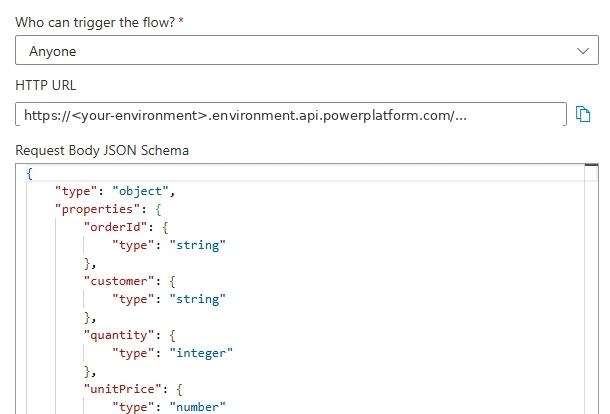 Who can trigger the flow? *
Anyone
HTTP URL
https://<your-environment>.environment.api.powerplatform.com/...
Request Body JSON Schema
{
    "type": "object",
    "properties": {
        "orderId": {
            "type": "string"
        },
        "customer": {
            "type": "string"
        },
        "quantity": {
            "type": "integer"
        },
        "unitPrice": {
            "type": "number"